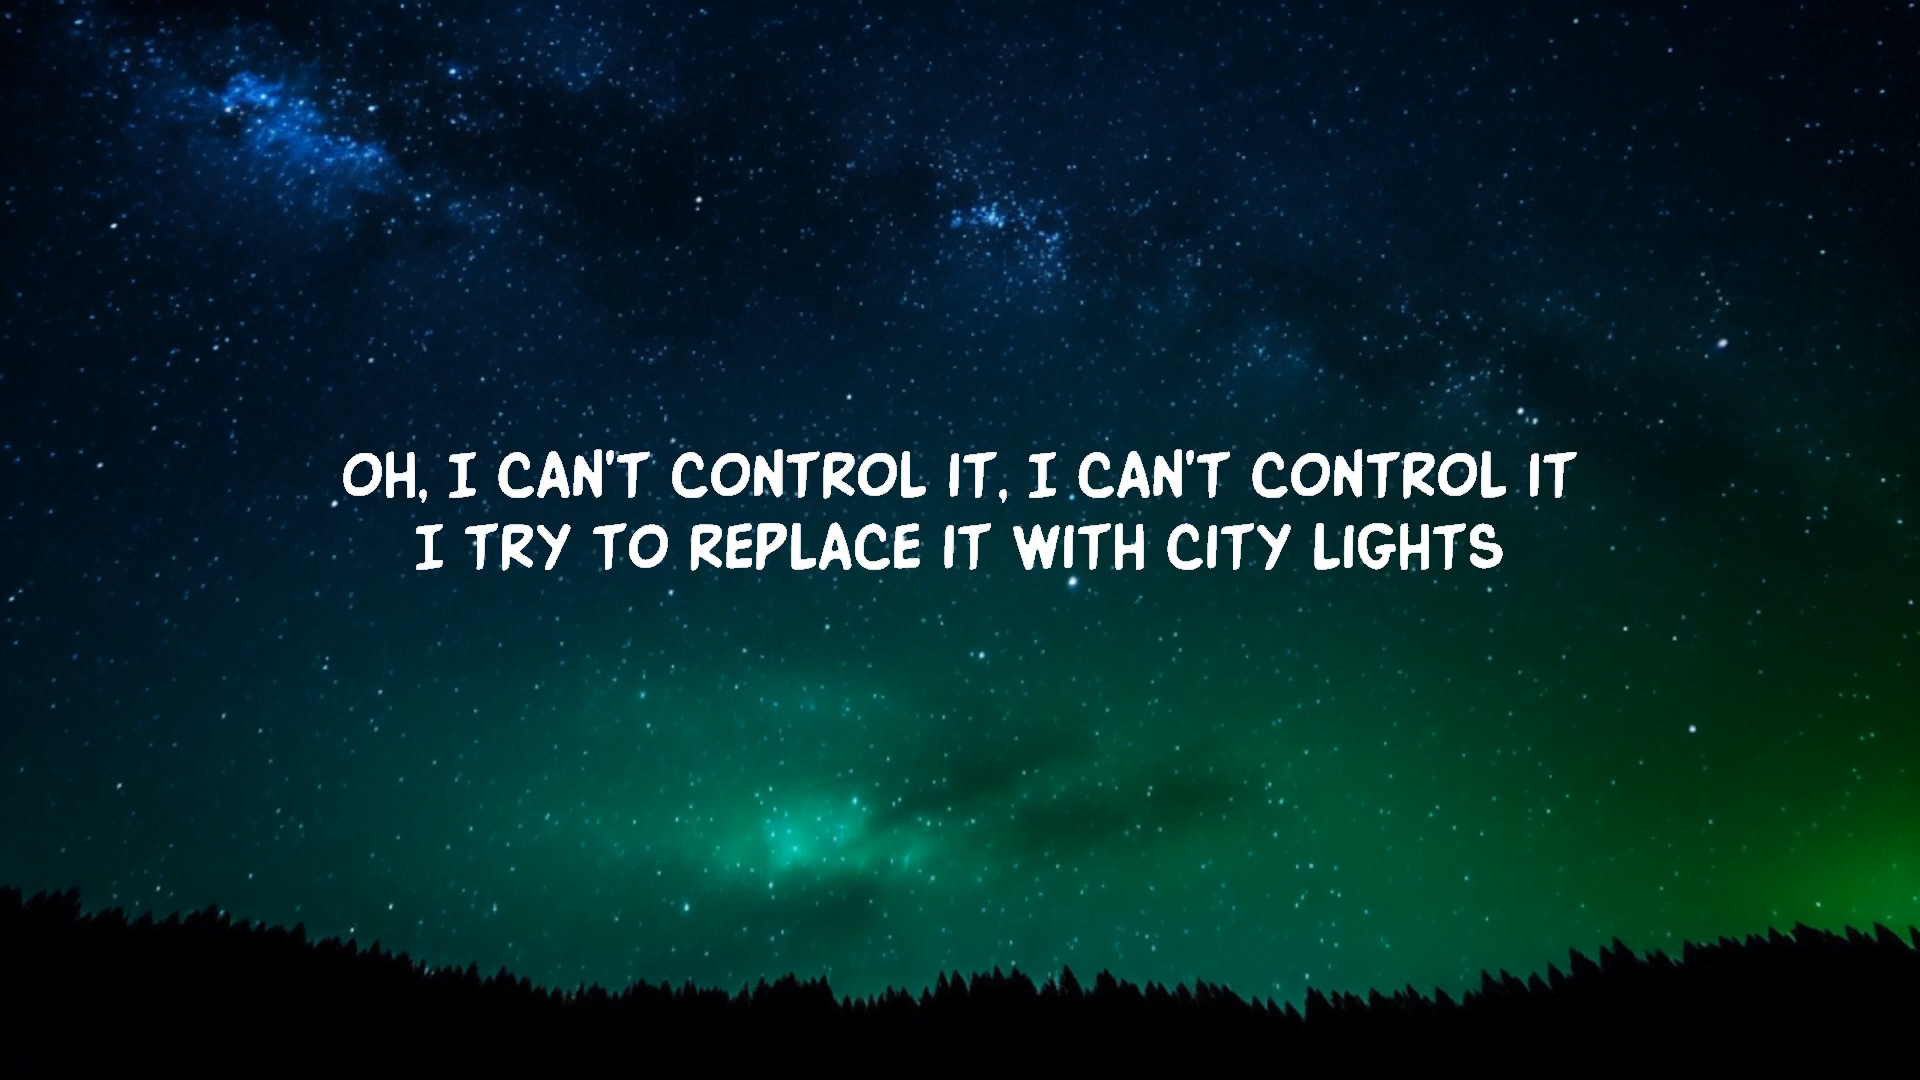 OH, I CAN'T CONTROL IT, I CAN'T CONTROL IT
I TRY TO REPLACE IT WITH CITY LIGHTS